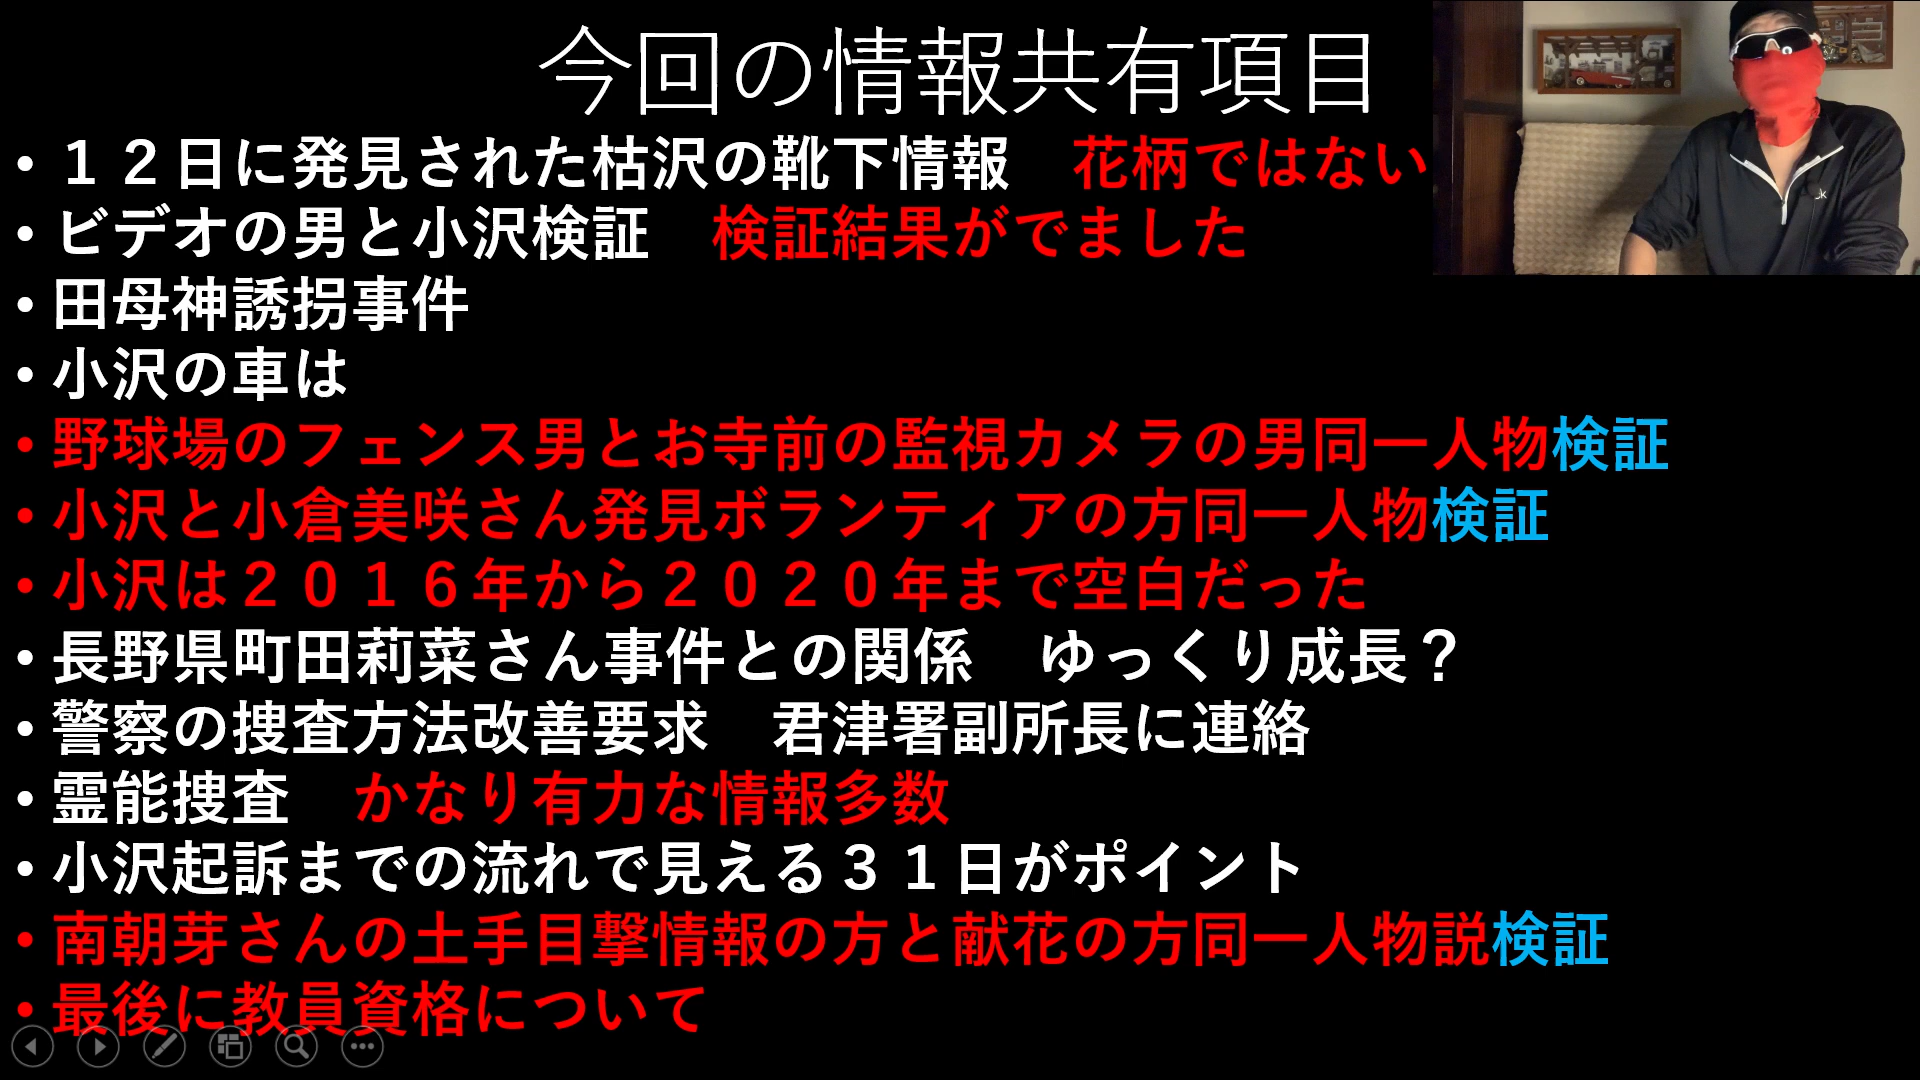 今回の情報共有項目
・１２日に発見された枯沢の靴下情報　花柄ではない
・ビデオの男と小沢検証　検証結果がでました
・田母神誘拐事件
・小沢の車は
・野球場のフェンス男とお寺前の監視カメラの男同一人物検証
・小沢と小倉美咲さん発見ボランティアの方同一人物検証
・小沢は２０１６年から２０２０年まで空白だった
・長野県町田莉菜さん事件との関係　ゆっくり成長？
・警察の捜査方法改善要求　君津署副所長に連絡
・霊能捜査　かなり有力な情報多数
・小沢起訴までの流れで見える３１日がポイント
・南朝芽さんの土手目撃情報の方と献花の方同一人物説検証
・最後に教員資格について